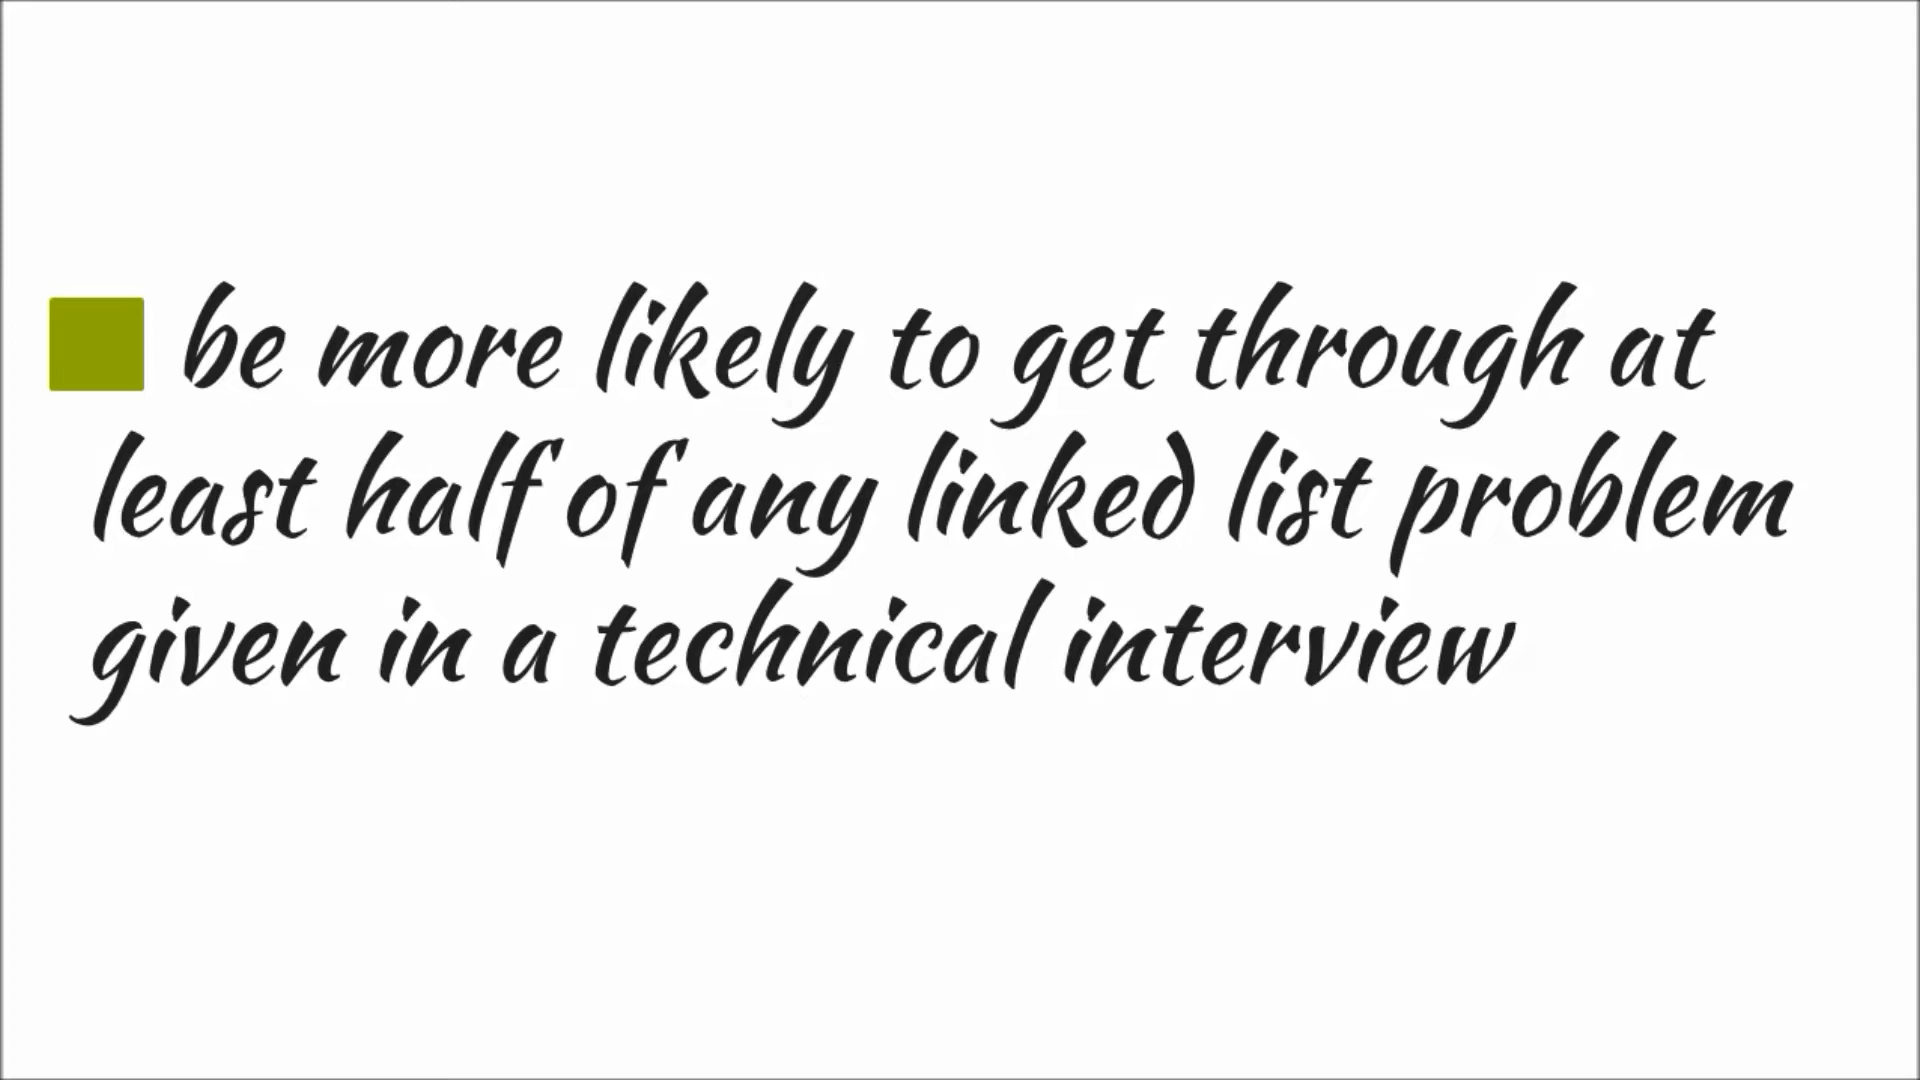 be more likely to get through at
least half of any linked list problem
given in a technical interview